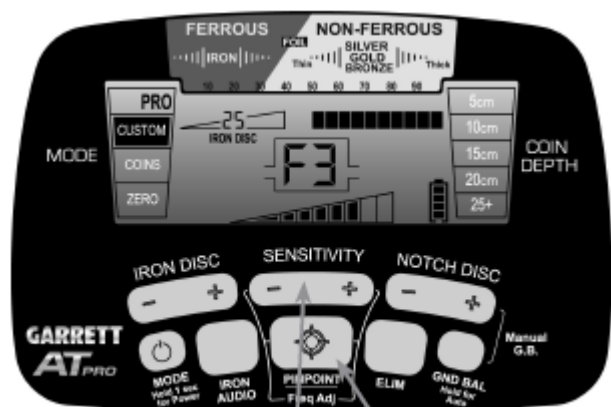 FERROUS
NON-FERROUS
IRON
FOIL
Thin
SILVER
GOLD
BRONZE
Thick
10 20 30 40 50 60 70 80 90
MODE
PRO
CUSTOM
COINS
ZERO
25
IRON DISC
F3
5cm
10cm
15cm
20cm
25+
COIN
DEPTH
IRON DISC
SENSITIVITY
NOTCH DISC
- +
- +
- +
GARRETT
AT PRO
MODE
Hold 1 sec
for Power
IRON
AUDIO
PINPOINT
Freq Adj
ELIM
GND BAL
Hold for
Auto
Manual
G.B.